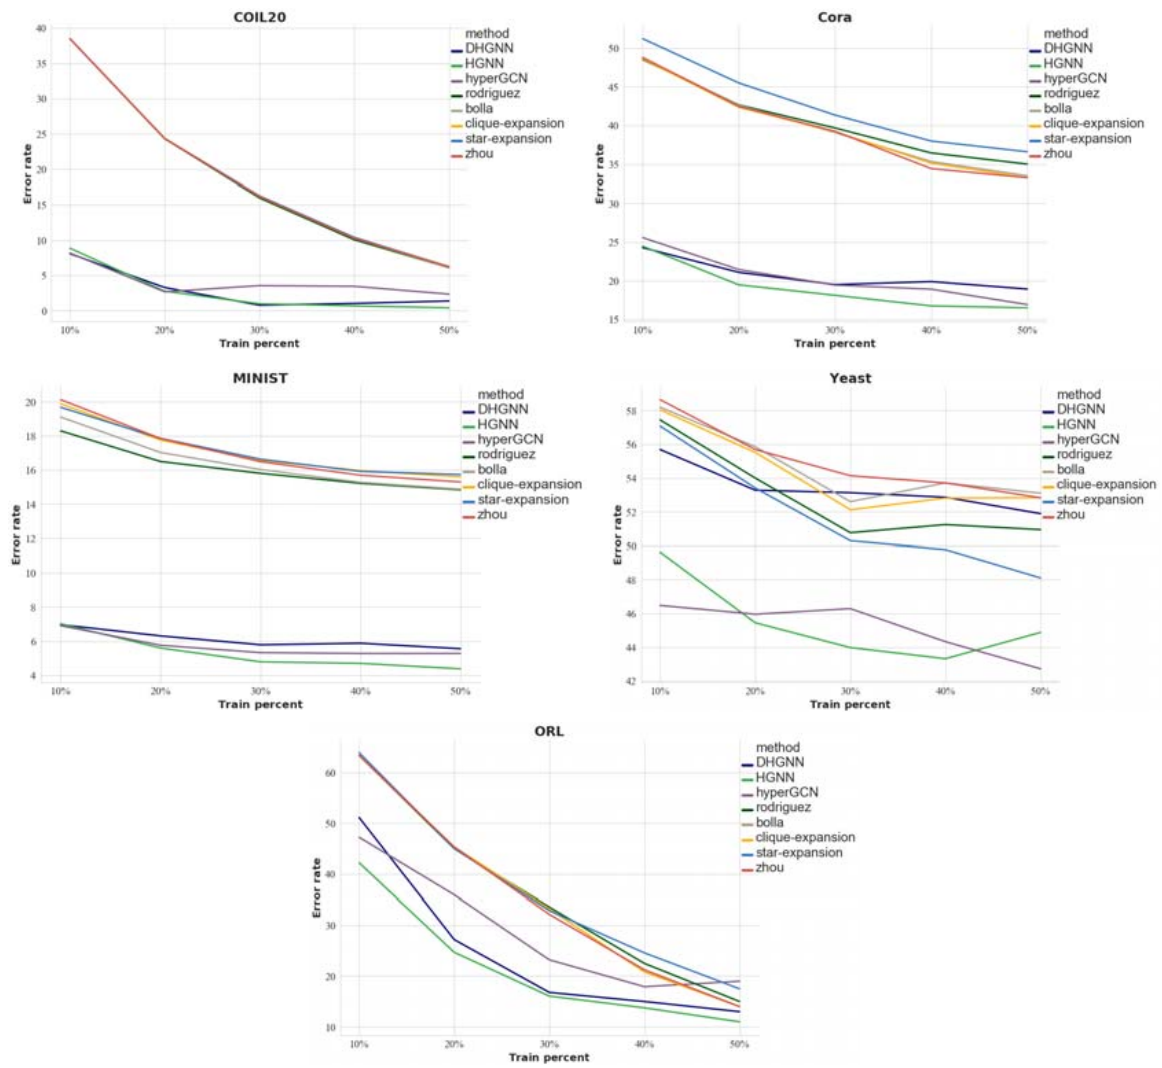 COIL20
40
35
30
25
20
15
10
5
0
Error rate
10% 20% 30% 40% 50%
Train percent
method
DHGNN
HGNN
hyperGCN
rodriguez
bolla
clique-expansion
star-expansion
zhou
Cora
50
45
40
35
30
25
20
15
Error rate
10% 20% 30% 40% 50%
Train percent
method
DHGNN
HGNN
hyperGCN
rodriguez
bolla
clique-expansion
star-expansion
zhou
MINIST
20
18
16
14
12
10
8
6
4
Error rate
10% 20% 30% 40% 50%
Train percent
method
DHGNN
HGNN
hyperGCN
rodriguez
bolla
clique-expansion
star-expansion
zhou
Yeast
58
56
54
52
50
48
46
44
42
Error rate
10% 20% 30% 40% 50%
Train percent
method
DHGNN
HGNN
hyperGCN
rodriguez
bolla
clique-expansion
star-expansion
zhou
ORL
60
50
40
30
20
10
Error rate
10% 20% 30% 40% 50%
Train percent
method
DHGNN
HGNN
hyperGCN
rodriguez
bolla
clique-expansion
star-expansion
zhou